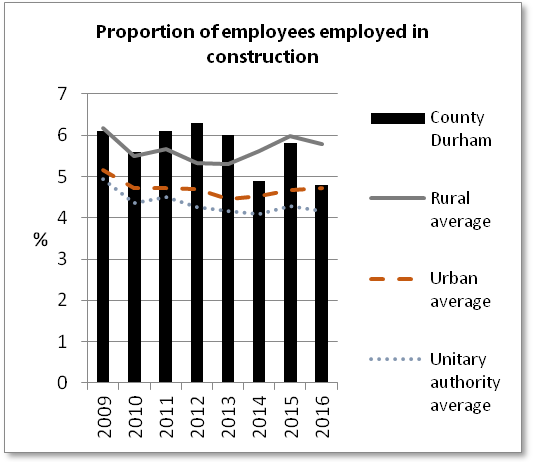 Proportion of employees employed in
construction
7
6
5
4
3
2
1
0
%
2009
2010
2011
2012
2013
2014
2015
2016
County
Durham
Rural
average
Urban
average
Unitary
authority
average